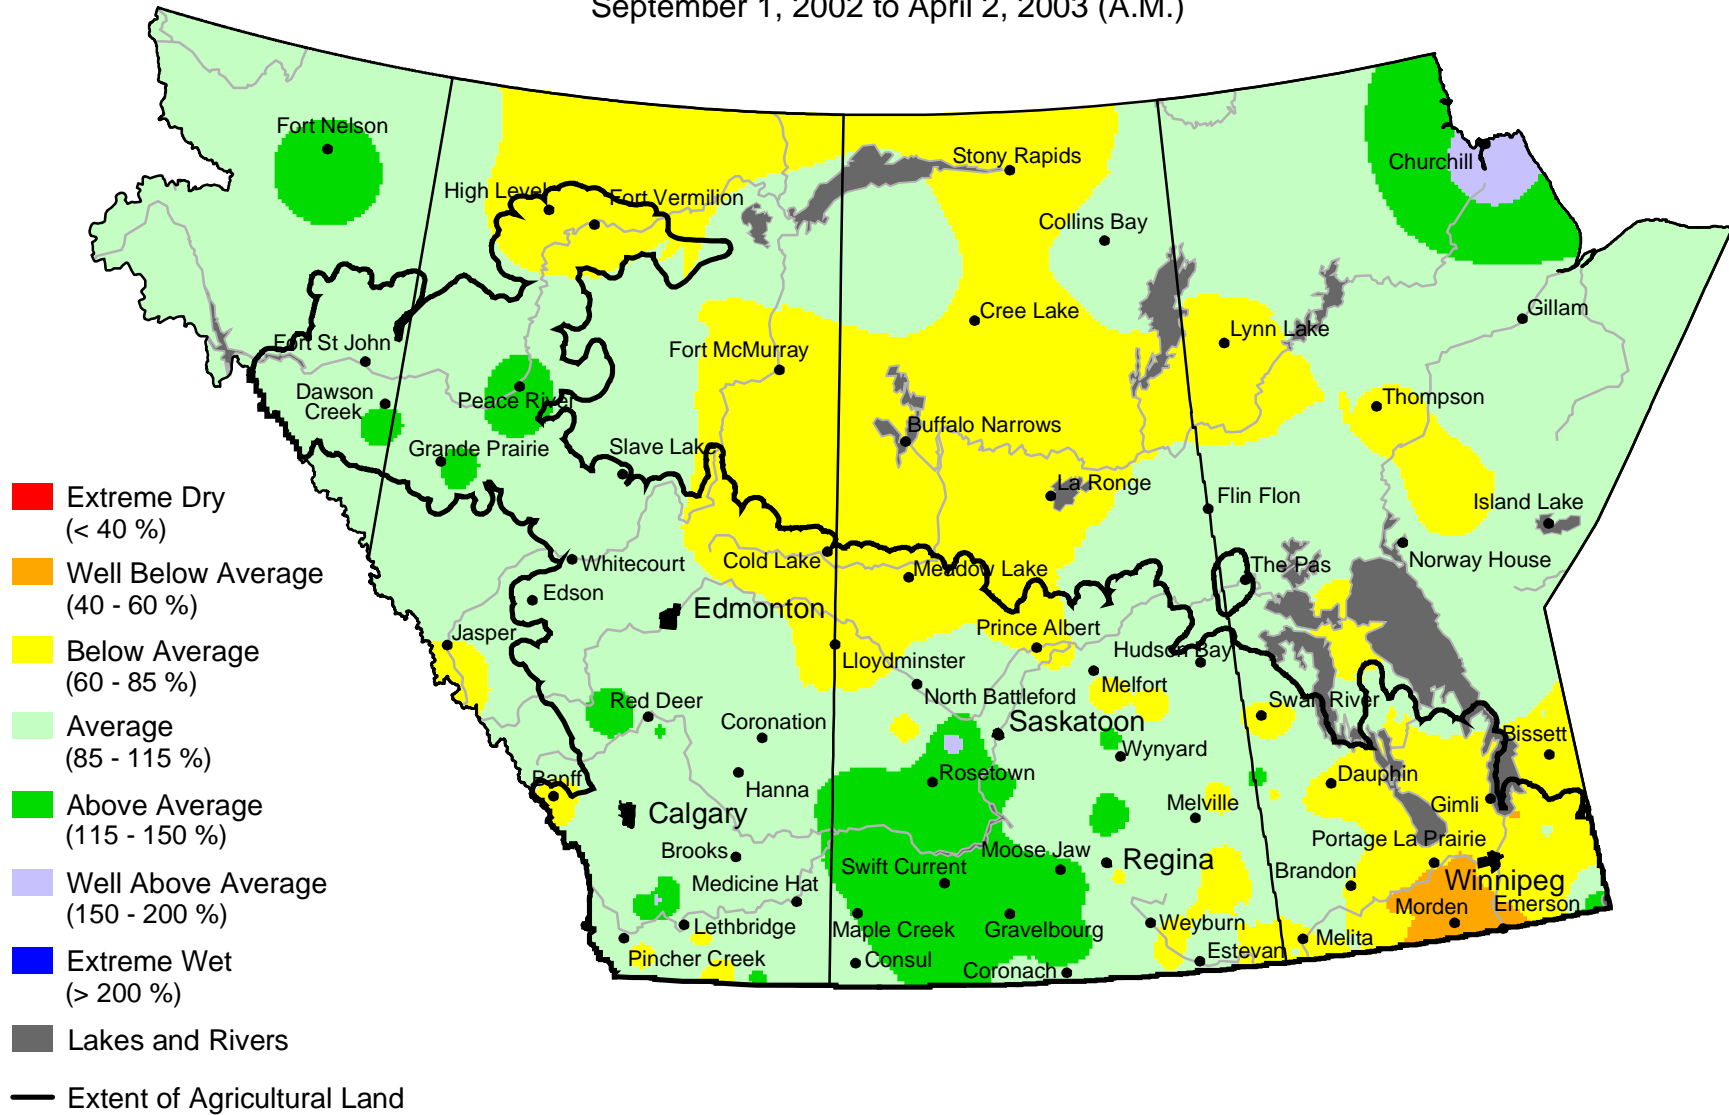 September 1, 2002 to April 2, 2003 (A.M.)
Fort Nelson
High Level
Fort Vermilion
Stony Rapids
Collins Bay
Churchill
Fort St John
Dawson
Creek
Peace River
Grande Prairie
Slave Lake
Fort McMurray
Cree Lake
Buffalo Narrows
La Ronge
Lynn Lake
Gillam
Thompson
Flin Flon
Island Lake
Norway House
The Pas
Whitecourt
Edson
Edmonton
Cold Lake
Meadow Lake
Jasper
Prince Albert
Hudson Bay
Lloydminster
Melfort
North Battleford
Swan River
Red Deer
Coronation
Saskatoon
Wynyard
Bissett
Banff
Hanna
Rosetown
Dauphin
Calgary
Melville
Gimli
Brooks
Moose Jaw
Regina
Portage La Prairie
Swift Current
Medicine Hat
Brandon
Winnipeg
Lethbridge
Maple Creek
Gravelbourg
Weyburn
Morden
Emerson
Pincher Creek
Consul
Coronach
Estevan
Melita
Extreme Dry
(< 40 %)
Well Below Average
(40 - 60 %)
Below Average
(60 - 85 %)
Average
(85 - 115 %)
Above Average
(115 - 150 %)
Well Above Average
(150 - 200 %)
Extreme Wet
(> 200 %)
Lakes and Rivers
Extent of Agricultural Land